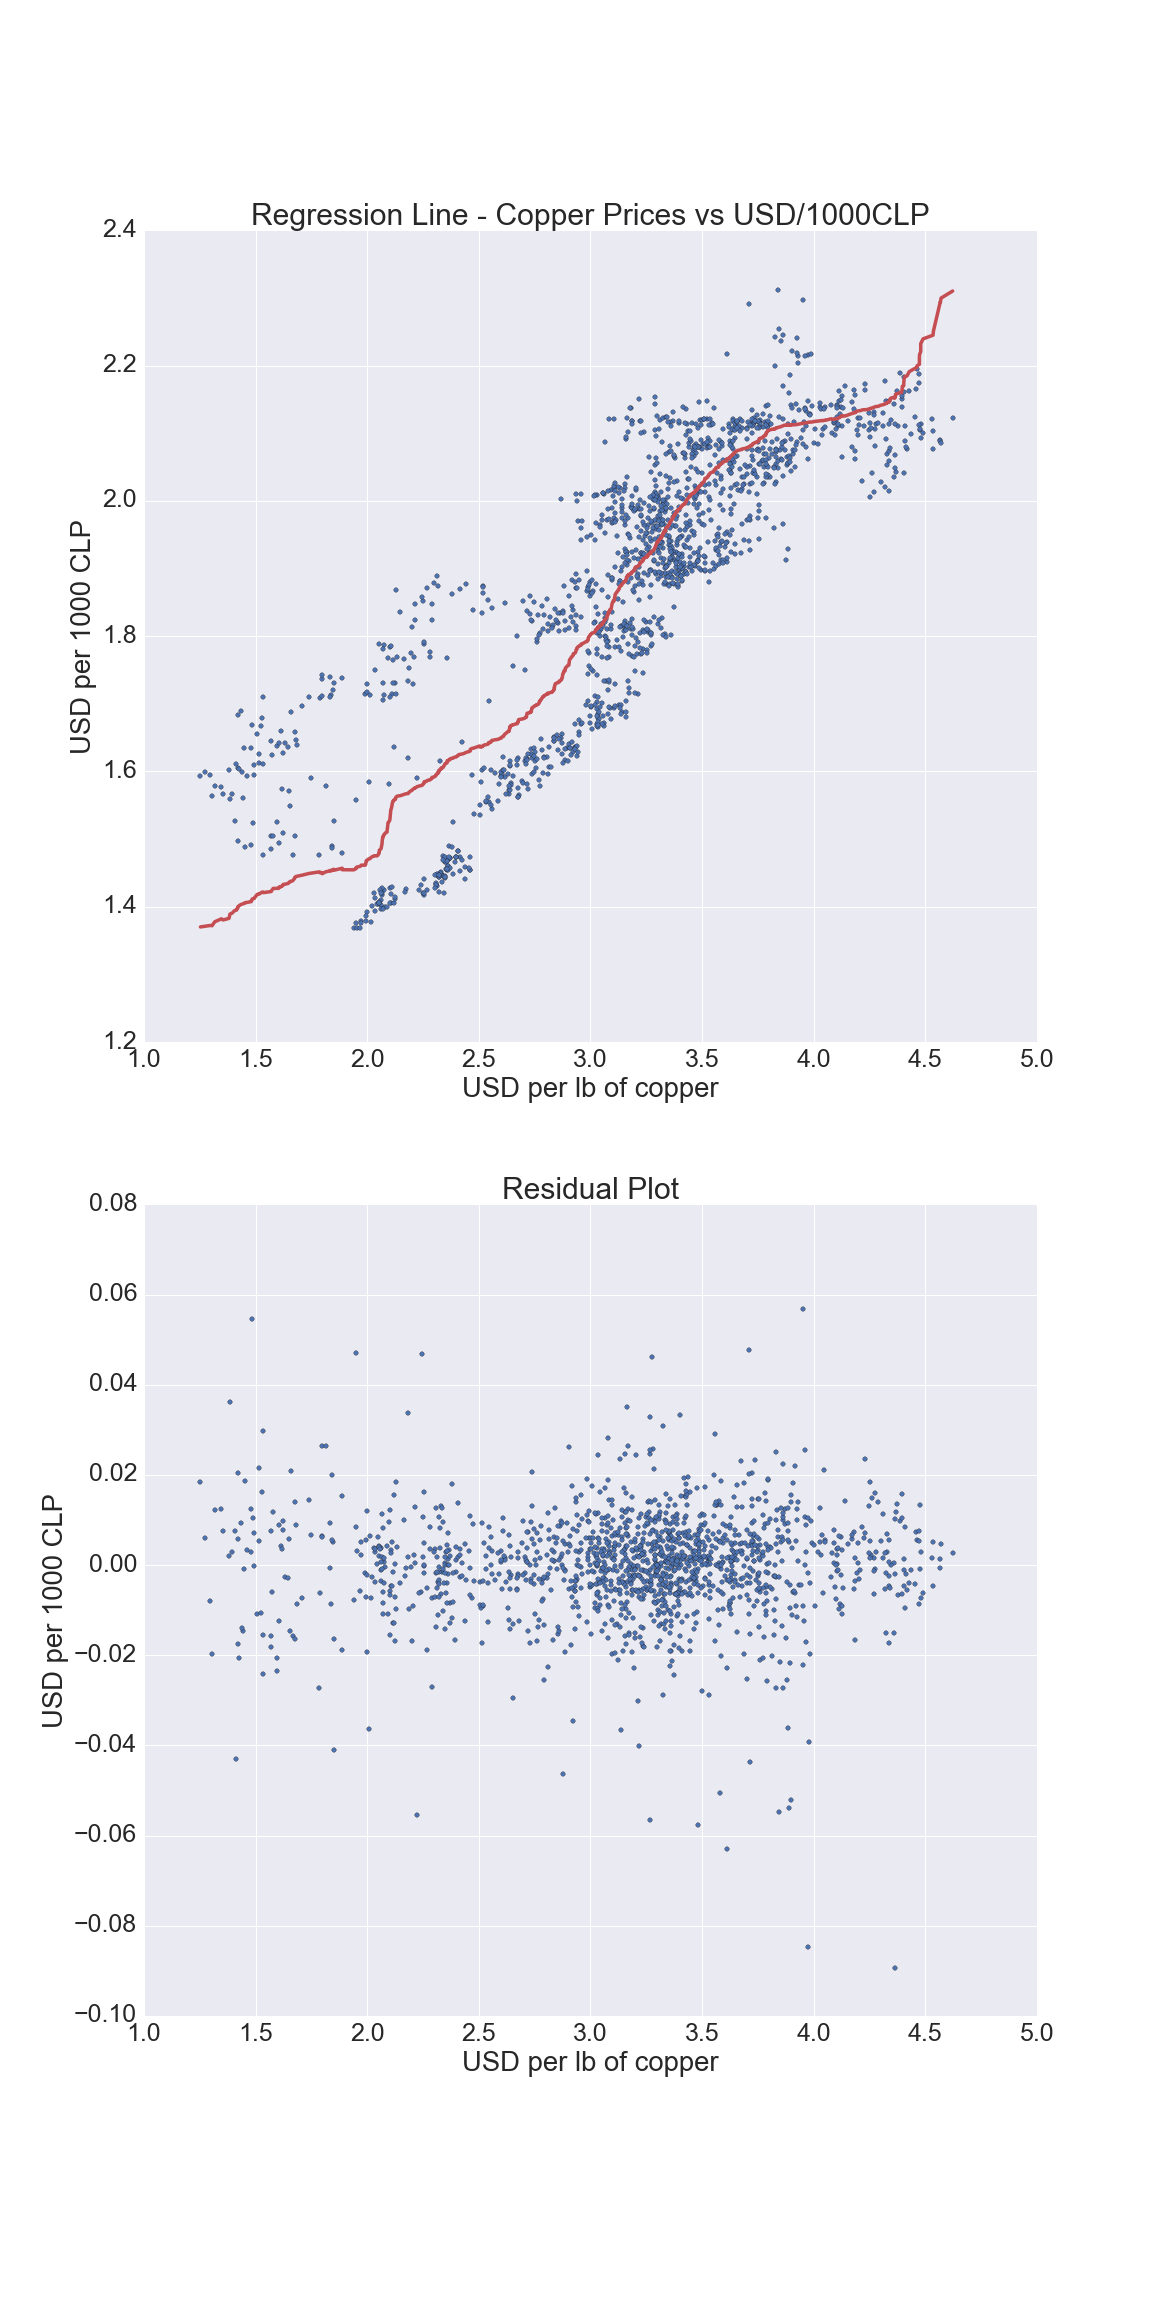 Regression Line - Copper Prices vs USD/1000CLP
2.4
2.2
2.0
1.8
1.6
1.4
1.2
USD per 1000 CLP
1.0 1.5 2.0 2.5 3.0 3.5 4.0 4.5 5.0
USD per lb of copper
Residual Plot
0.08
0.06
0.04
0.02
0.00
−0.02
−0.04
−0.06
−0.08
−0.10
USD per 1000 CLP
1.0 1.5 2.0 2.5 3.0 3.5 4.0 4.5 5.0
USD per lb of copper